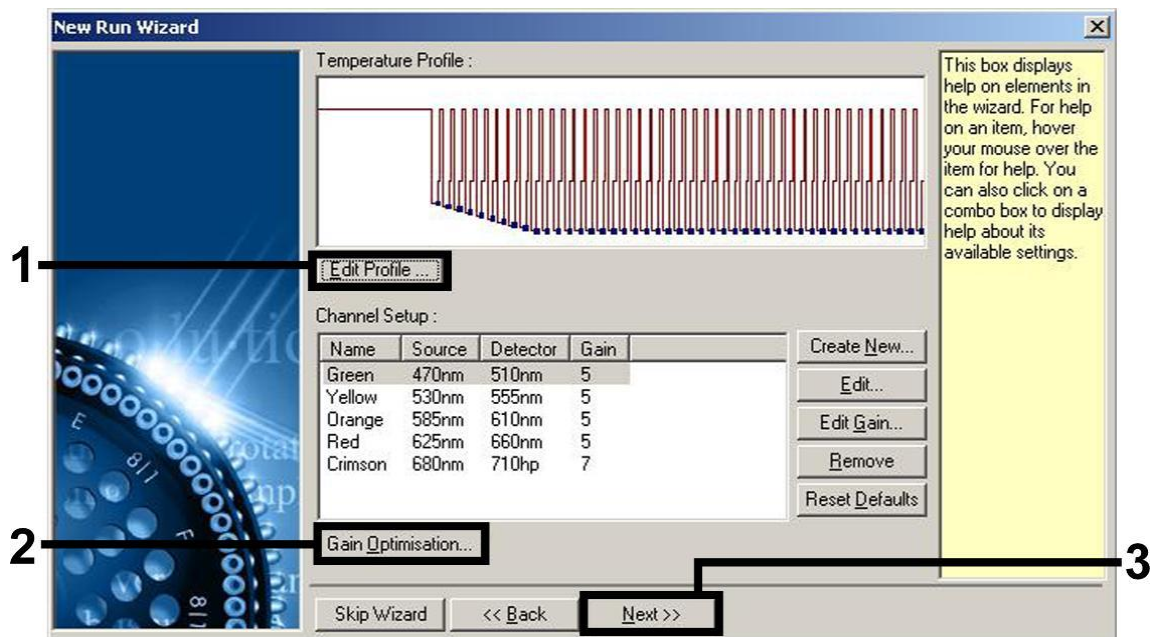 New Run Wizard
Temperature Profile :
This box displays
help on elements in
the wizard. For help
on an item, hover
your mouse over the
item for help. You
can also click on a
combo box to display
help about its
available settings.
1
Edit Profile ...
Channel Setup :
Name Source Detector Gain
Green 470nm 510nm 5
Yellow 530nm 555nm 5
Orange 585nm 610nm 5
Red 625nm 660nm 5
Crimson 680nm 710hp 7
Create New...
Edit...
Edit Gain...
Remove
Reset Defaults
2
Gain Optimisation...
3
Skip Wizard
<< Back
Next >>
E
8|1
F
8|1